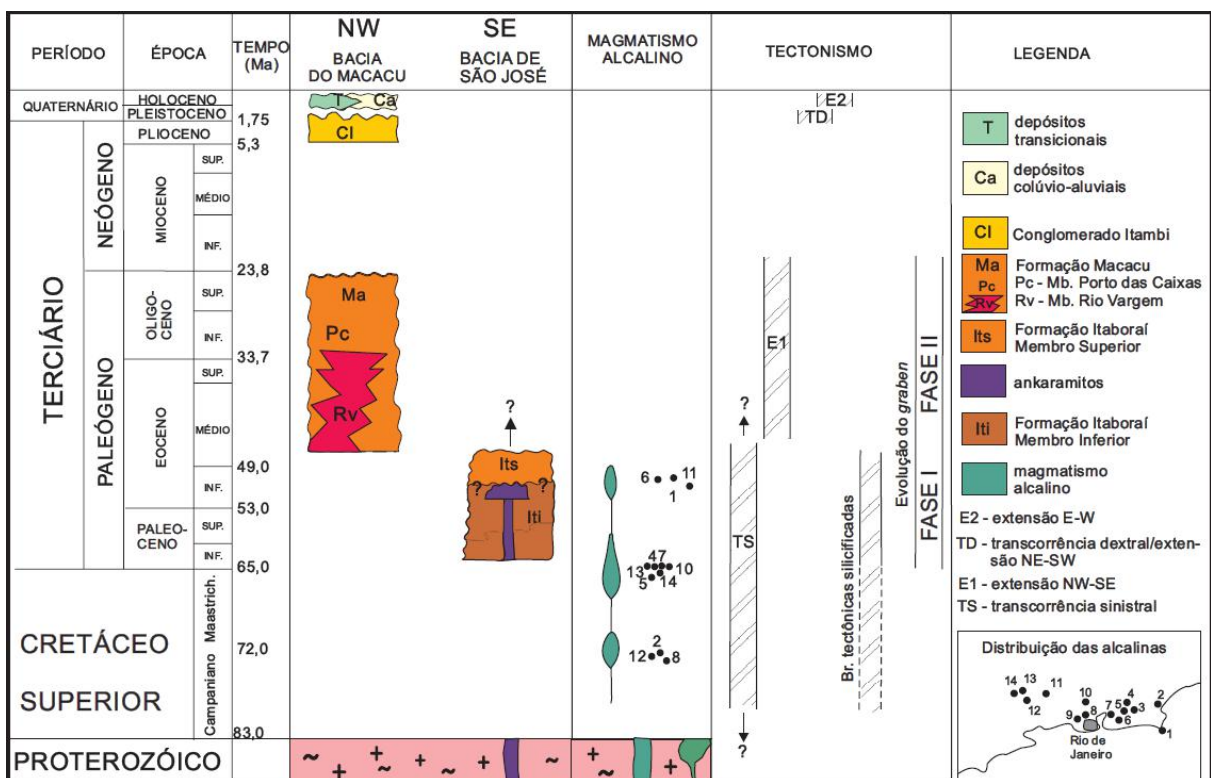 PERÍODO
ÉPOCA
TEMPO
(Ma)
NW
BACIA
DO MACACU
SE
BACIA DE
SÃO JOSÉ
MAGMATISMO
ALCALINO
TECTONISMO
LEGENDA
QUATERNÁRIO
HOLOCENO
PLEISTOCENO
1,75
PLIOCENO
5,3
TERCIÁRIO
NEÓGENO
MIOCENO
SUP.
MÉDIO
INF.
23,8
PALEÓGENO
OLIGO-
CENO
SUP.
INF.
33,7
EOCENO
SUP.
MÉDIO
49,0
INF.
53,0
PALEO-
CENO
SUP.
INF.
65,0
CRETÁCEO
SUPERIOR
Maastrich.
72,0
Campaniano
83,0
PROTEROZÓICO
T
Ca
Cl
Ma
Pc
Rv
?
Its
? ?
Iti
6 11
1
47
13 10
5 14
2
12 8
E2
TD
E1
?
TS
?
Br. tectônicas silicificadas
Evolução do graben
FASE I
FASE II
T depósitos
transicionais
Ca depósitos
colúvio-aluviais
Cl Conglomerado Itambi
Ma Formação Macacu
Pc Pc - Mb. Porto das Caixas
Rv Rv - Mb. Rio Vargem
Its Formação Itaboraí
Membro Superior
ankaramitos
Iti Formação Itaboraí
Membro Inferior
magmatismo
alcalino
E2 - extensão E-W
TD - transcorrência dextral/exten-
são NE-SW
E1 - extensão NW-SE
TS - transcorrência sinistral
Distribuição das alcalinas
14 13 11
12
10
9 8
7 5 4 3 2
6
1
Rio de
Janeiro